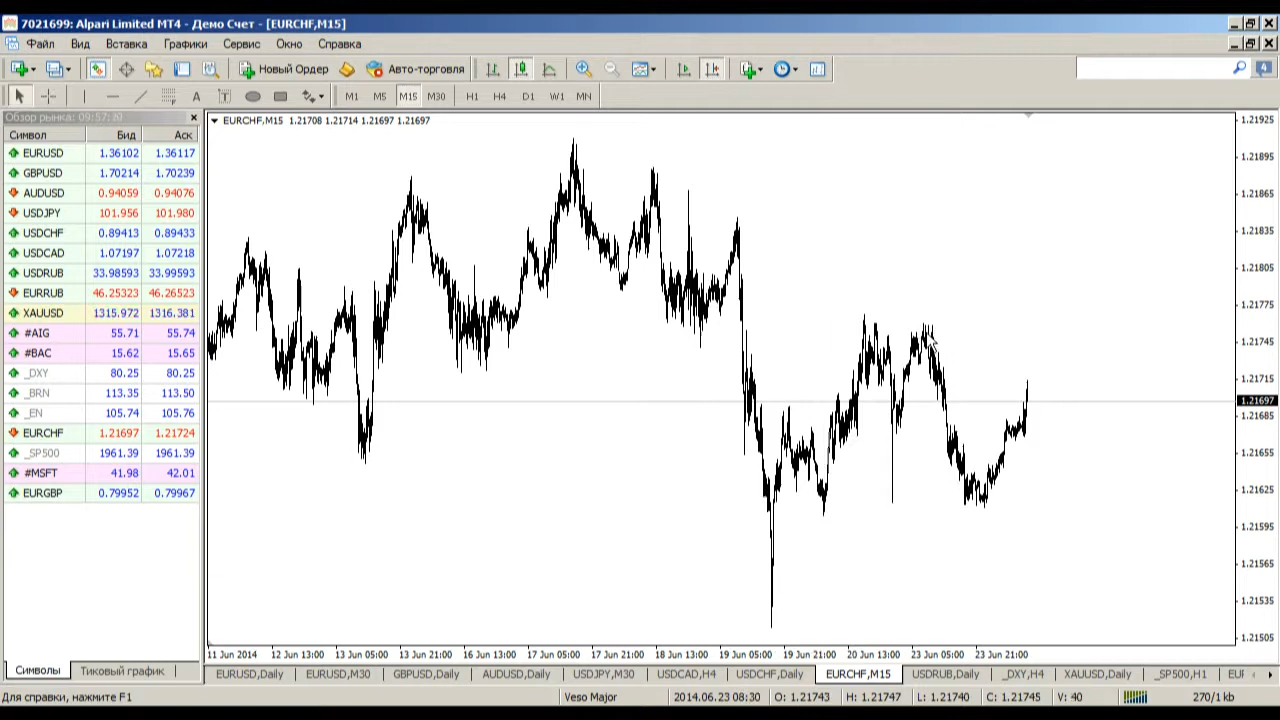 7021699: Alpari Limited MT4 - Демо Счет - [EURCHF,M15]
Файл Вид Вставка Графики Сервис Окно Справка
Новый Ордер Авто-торговля 4
A T M1 M5 M15 M30 H1 H4 D1 W1 MN
Обзор рынка: 09:57:20
Символ Бид Аск
EURUSD 1.36102 1.36117
GBPUSD 1.70214 1.70239
AUDUSD 0.94059 0.94076
USDJPY 101.956 101.980
USDCHF 0.89413 0.89433
USDCAD 1.07197 1.07218
USDRUB 33.98593 33.99593
EURRUB 46.25323 46.26523
XAUUSD 1315.972 1316.381
#AIG 55.71 55.74
#BAC 15.62 15.65
_DXY 80.25 80.25
_BRN 113.35 113.50
_EN 105.74 105.76
EURCHF 1.21697 1.21724
_SP500 1961.39 1961.39
#MSFT 41.98 42.01
EURGBP 0.79952 0.79967
Символы Тиковый график
EURCHF,M15 1.21708 1.21714 1.21697 1.21697
1.21925
1.21895
1.21865
1.21835
1.21805
1.21775
1.21745
1.21715
1.21697
1.21685
1.21655
1.21625
1.21595
1.21565
1.21535
1.21505
11 Jun 2014 12 Jun 13:00 13 Jun 05:00 13 Jun 21:00 16 Jun 13:00 17 Jun 05:00 17 Jun 21:00 18 Jun 13:00 19 Jun 05:00 19 Jun 21:00 20 Jun 13:00 23 Jun 05:00 23 Jun 21:00
EURUSD,Daily EURUSD,M30 GBPUSD,Daily AUDUSD,Daily USDJPY,M30 USDCAD,H4 USDCHF,Daily EURCHF,M15 USDRUB,Daily _DXY,H4 XAUUSD,Daily _SP500,H1 EUF
Для справки, нажмите F1 Veso Major 2014.06.23 08:30 O: 1.21743 H: 1.21747 L: 1.21740 C: 1.21745 V: 40 270/1 kb